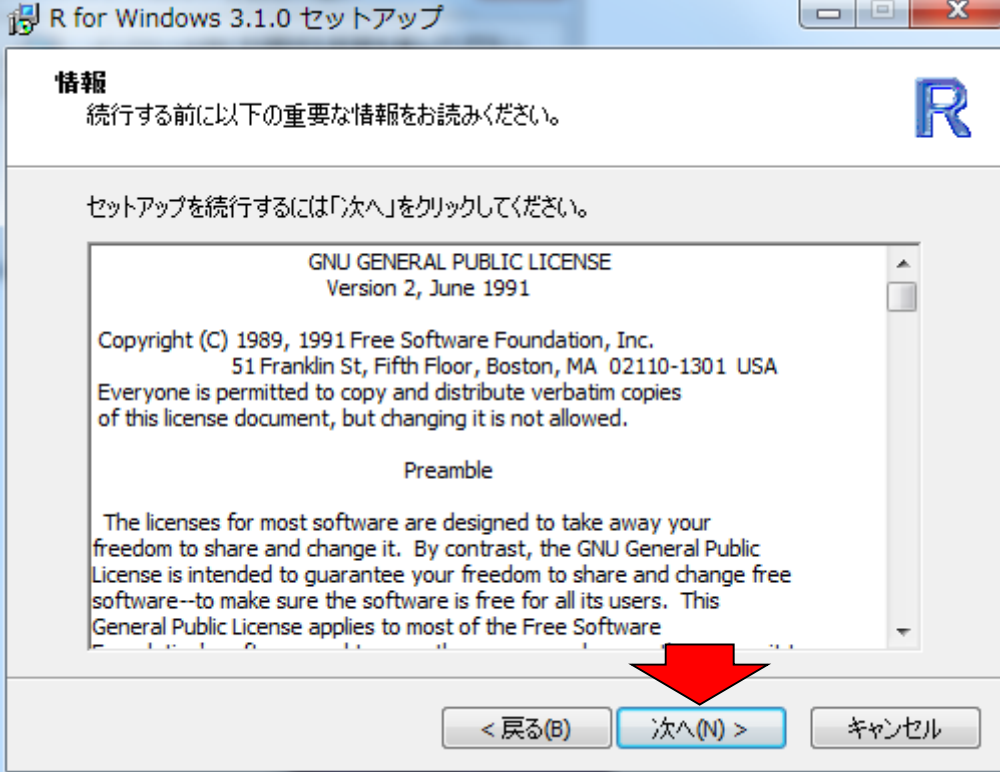 R for Windows 3.1.0 セットアップ
情報
続行する前に以下の重要な情報をお読みください。
R
セットアップを続行するには「次へ」をクリックしてください。
GNU GENERAL PUBLIC LICENSE
Version 2, June 1991
Copyright (C) 1989, 1991 Free Software Foundation, Inc.
51 Franklin St, Fifth Floor, Boston, MA 02110-1301 USA
Everyone is permitted to copy and distribute verbatim copies
of this license document, but changing it is not allowed.
Preamble
The licenses for most software are designed to take away your
freedom to share and change it. By contrast, the GNU General Public
License is intended to guarantee your freedom to share and change free
software--to make sure the software is free for all its users. This
General Public License applies to most of the Free Software
< 戻る(B)
次へ(N) >
キャンセル